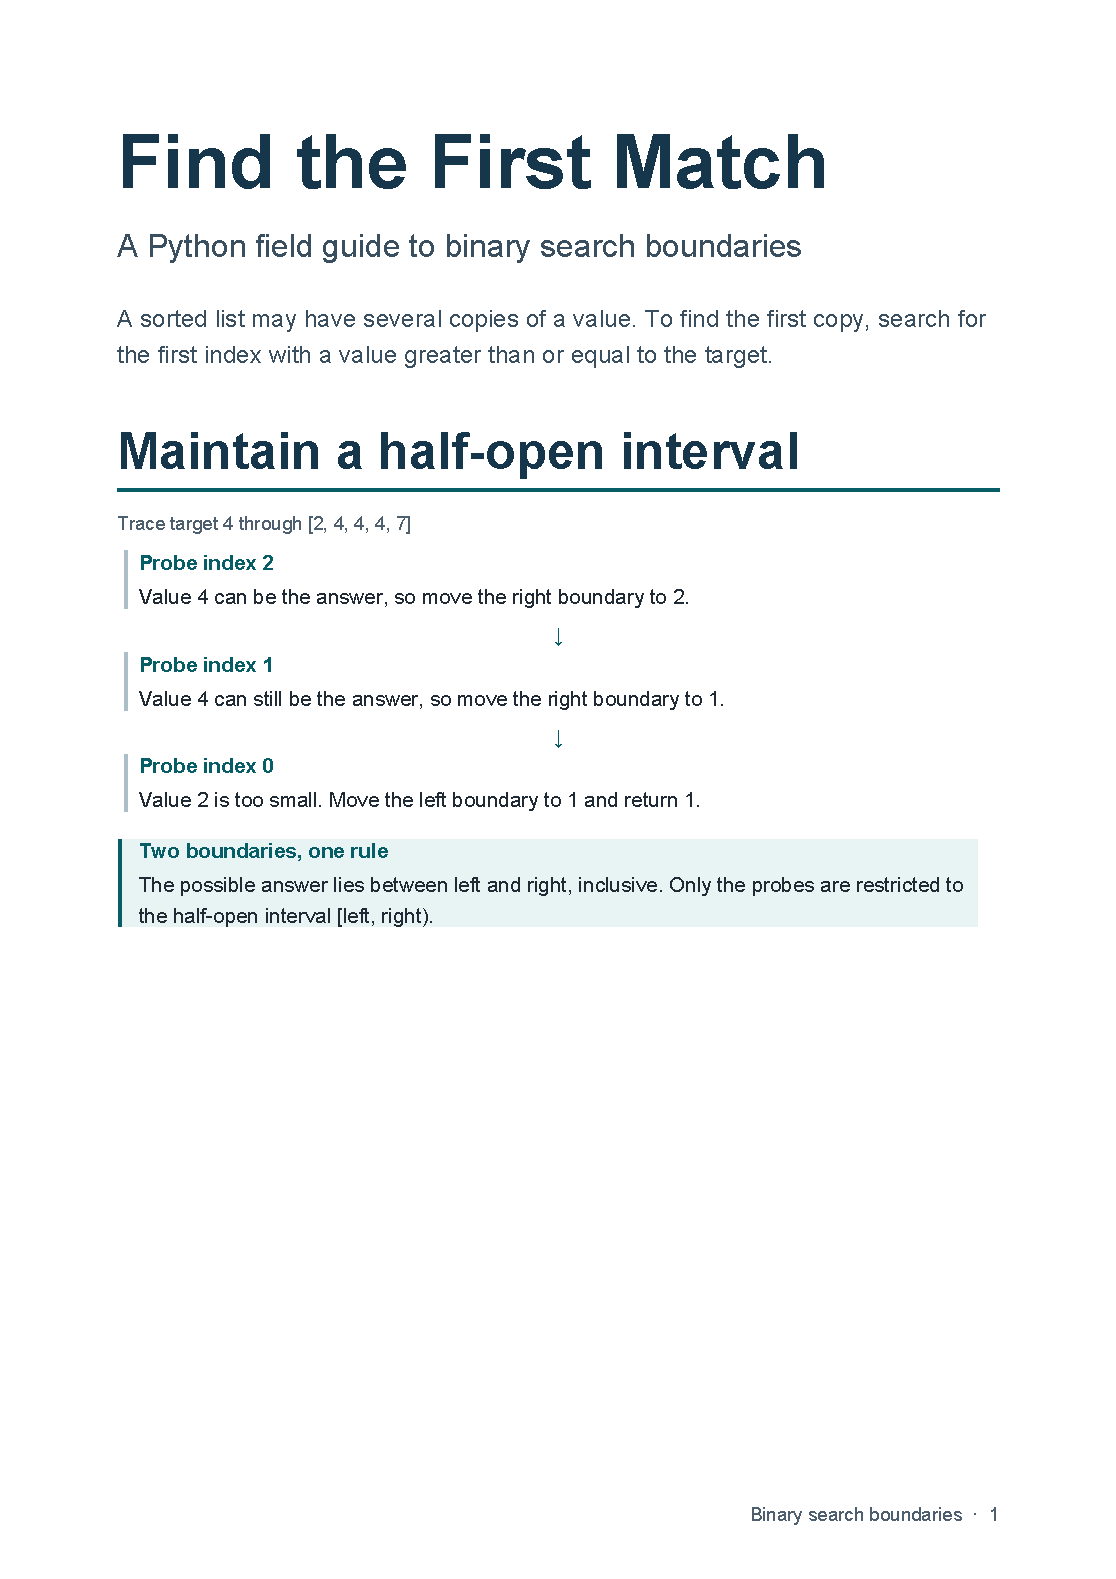 Find the First Match
A Python field guide to binary search boundaries
A sorted list may have several copies of a value. To find the first copy, search for
the first index with a value greater than or equal to the target.
Maintain a half-open interval
Trace target 4 through [2, 4, 4, 4, 7]
Probe index 2
Value 4 can be the answer, so move the right boundary to 2.
↓
Probe index 1
Value 4 can still be the answer, so move the right boundary to 1.
↓
Probe index 0
Value 2 is too small. Move the left boundary to 1 and return 1.
Two boundaries, one rule
The possible answer lies between left and right, inclusive. Only the probes are restricted to
the half-open interval [left, right).
Binary search boundaries · 1